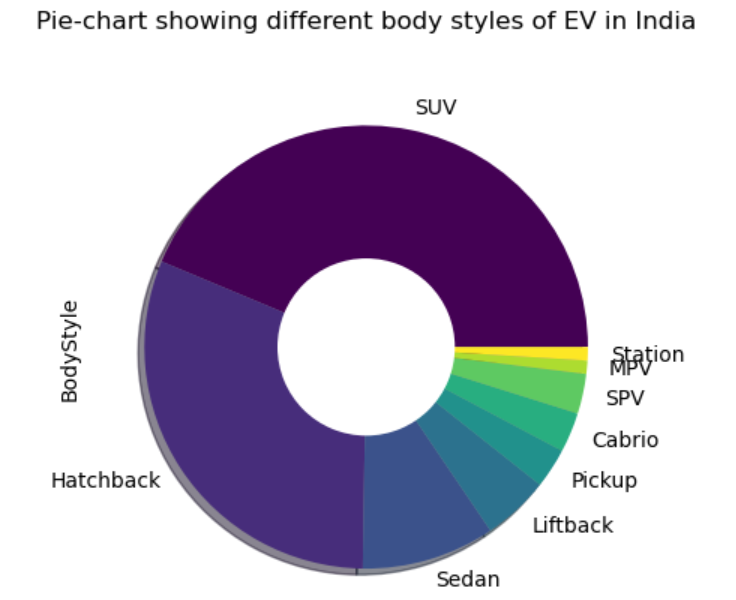 Pie-chart showing different body styles of EV in India
SUV
BodyStyle
Station
MPV
SPV
Cabrio
Pickup
Hatchback
Liftback
Sedan